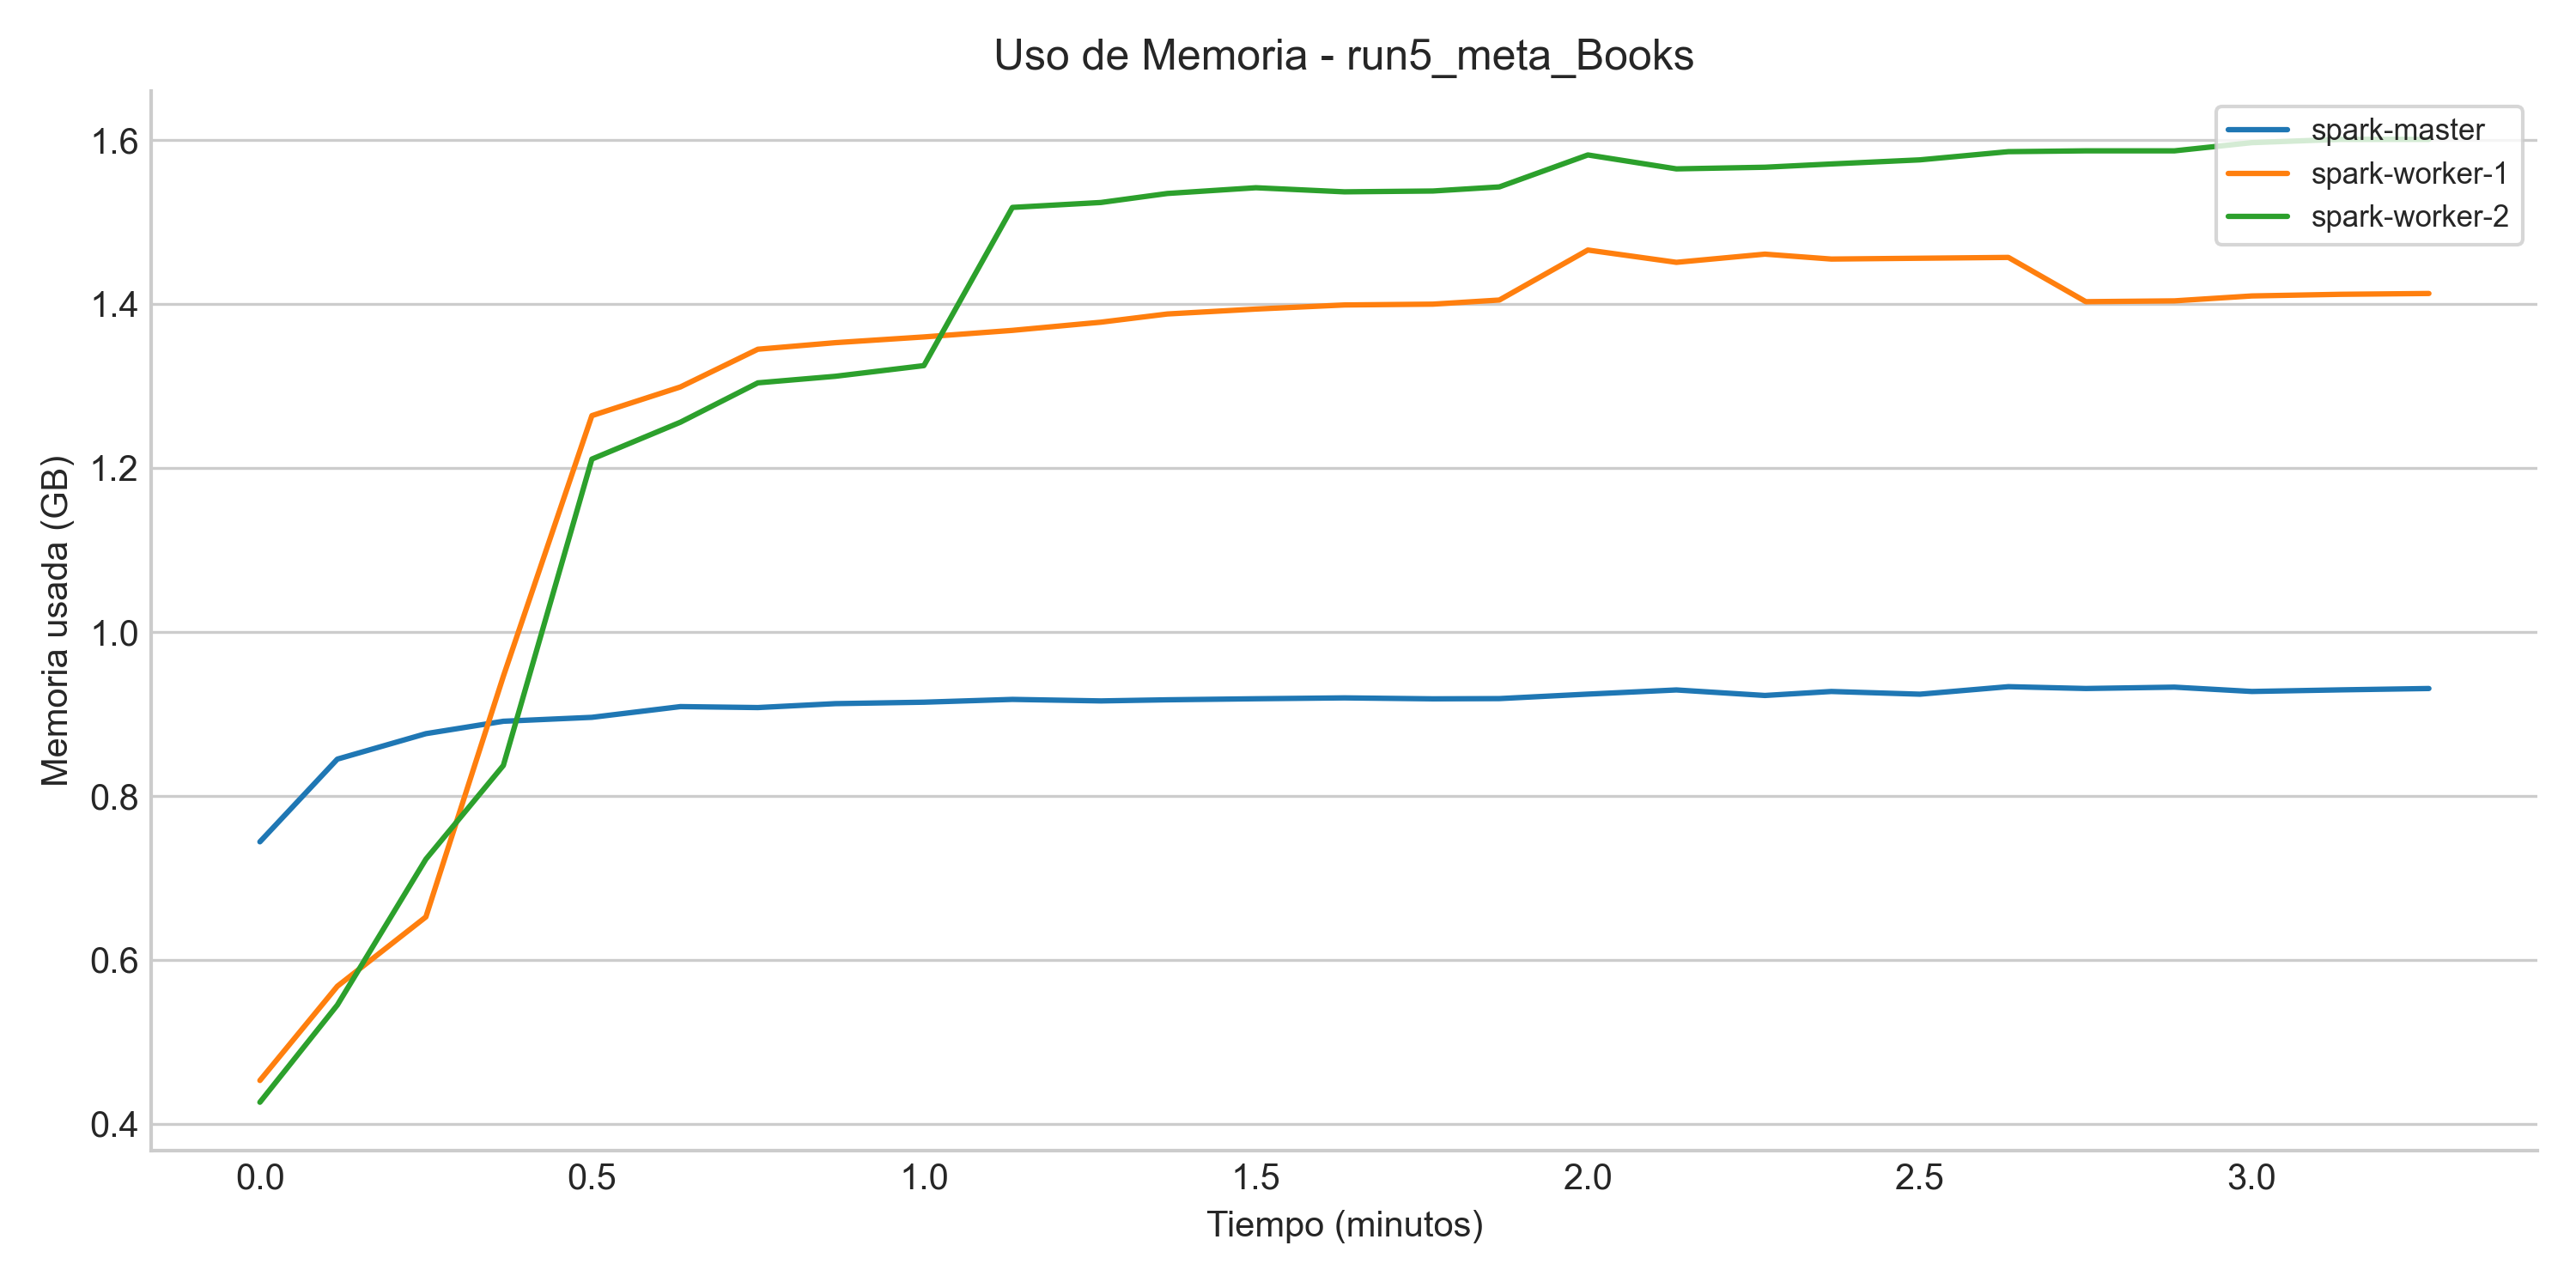 Uso de Memoria - run5_meta_Books
spark-master
spark-worker-1
spark-worker-2
Memoria usada (GB)
1.6
1.4
1.2
1.0
0.8
0.6
0.4
0.0 0.5 1.0 1.5 2.0 2.5 3.0
Tiempo (minutos)